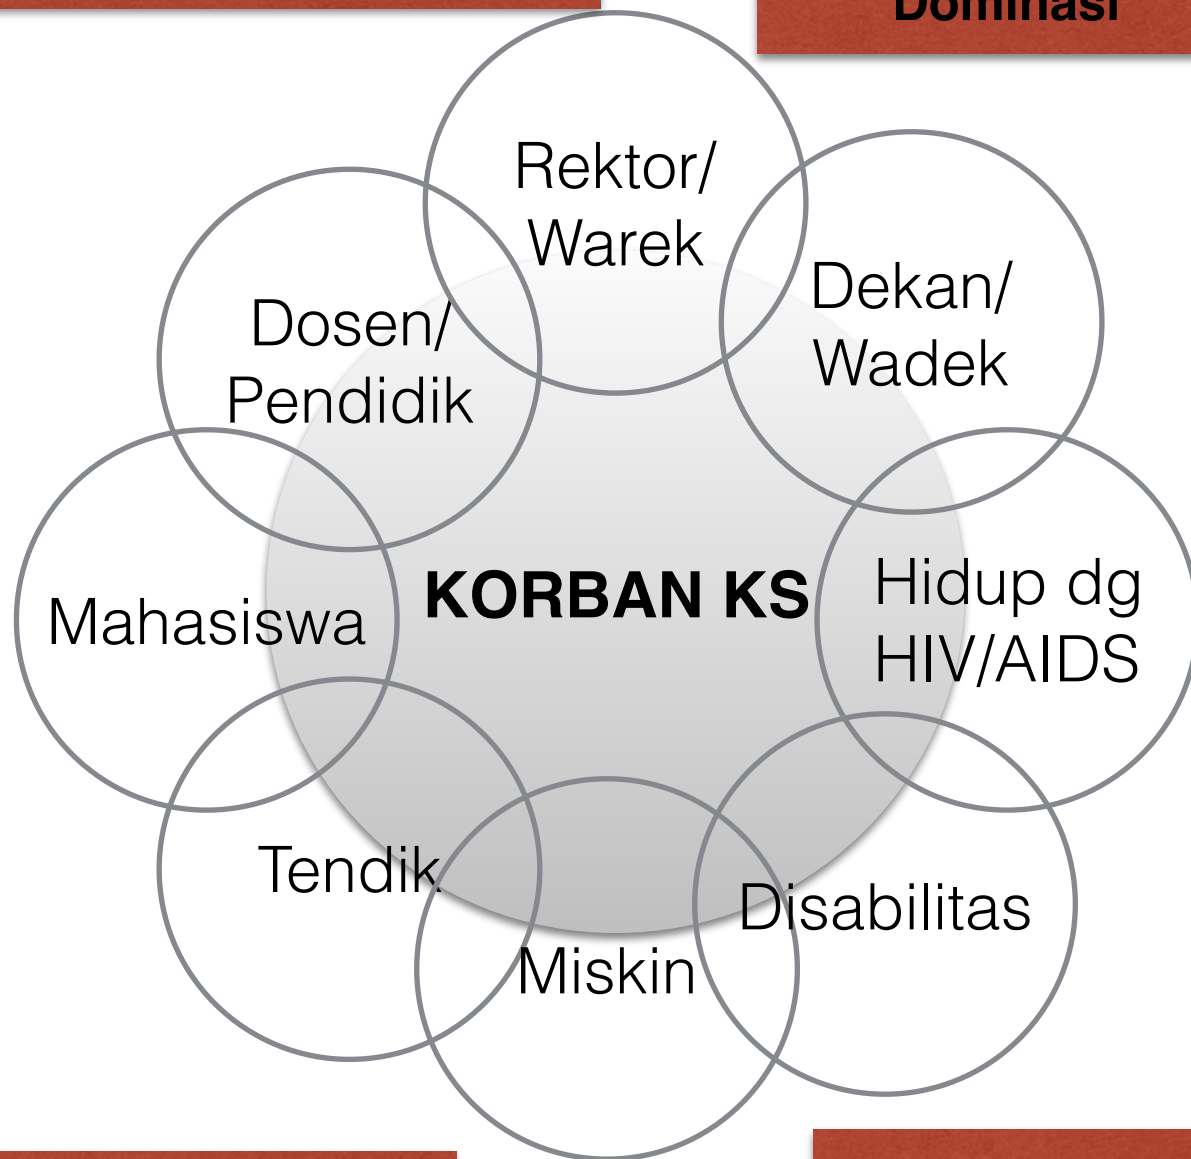 Dominasi
Rektor/
Warek
Dekan/
Wadek
Dosen/
Pendidik
Mahasiswa
KORBAN KS
Hidup dg
HIV/AIDS
Tendik
Disabilitas
Miskin